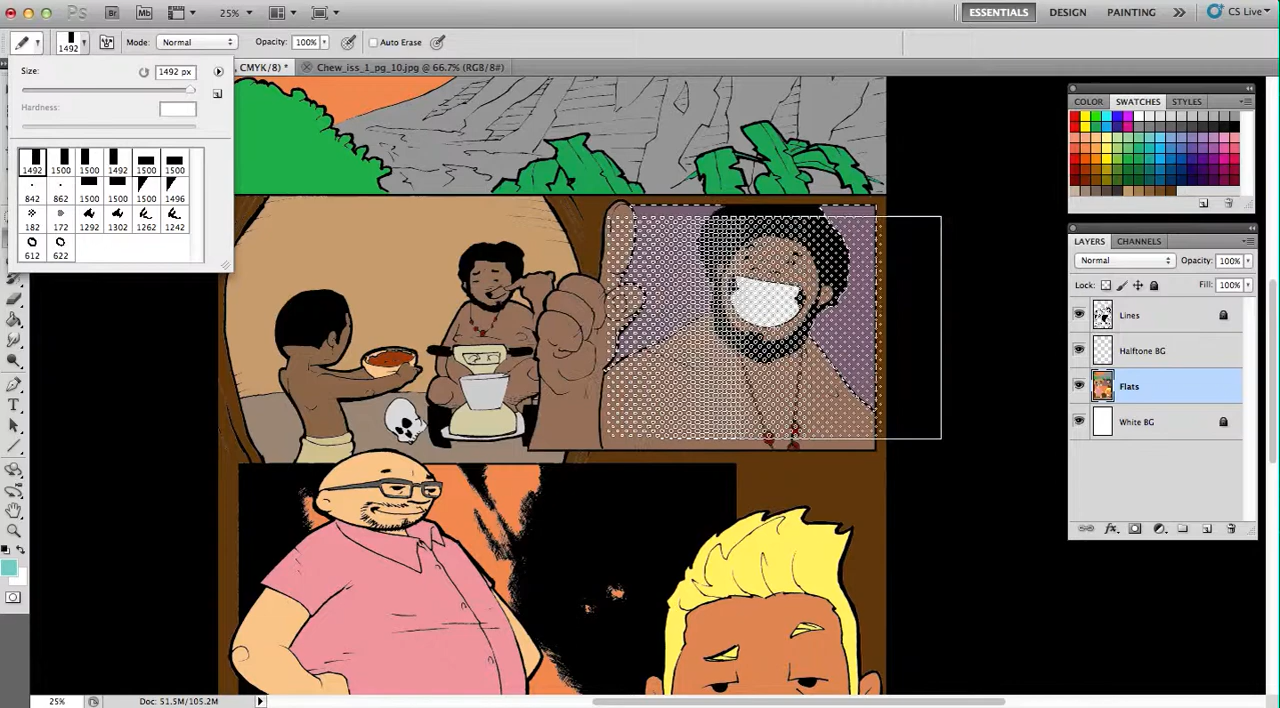 Ps Br Mb 25% ESSENTIALS DESIGN PAINTING CS Live
1492 Mode: Normal Opacity: 100% Auto Erase
Size: 1492 px
, CMYK/8) * Chew_iss_1_pg_10.jpg @ 66.7% (RGB/8#)
Hardness:
1492 1500 1500 1492 1500 1500
842 862 1500 1500 1500 1496
182 172 1292 1302 1262 1242
612 622
COLOR SWATCHES STYLES
LAYERS CHANNELS
Normal Opacity: 100%
Lock: Fill: 100%
Lines
Halftone BG
Flats
White BG
T
25% Doc: 51.5M/105.2M